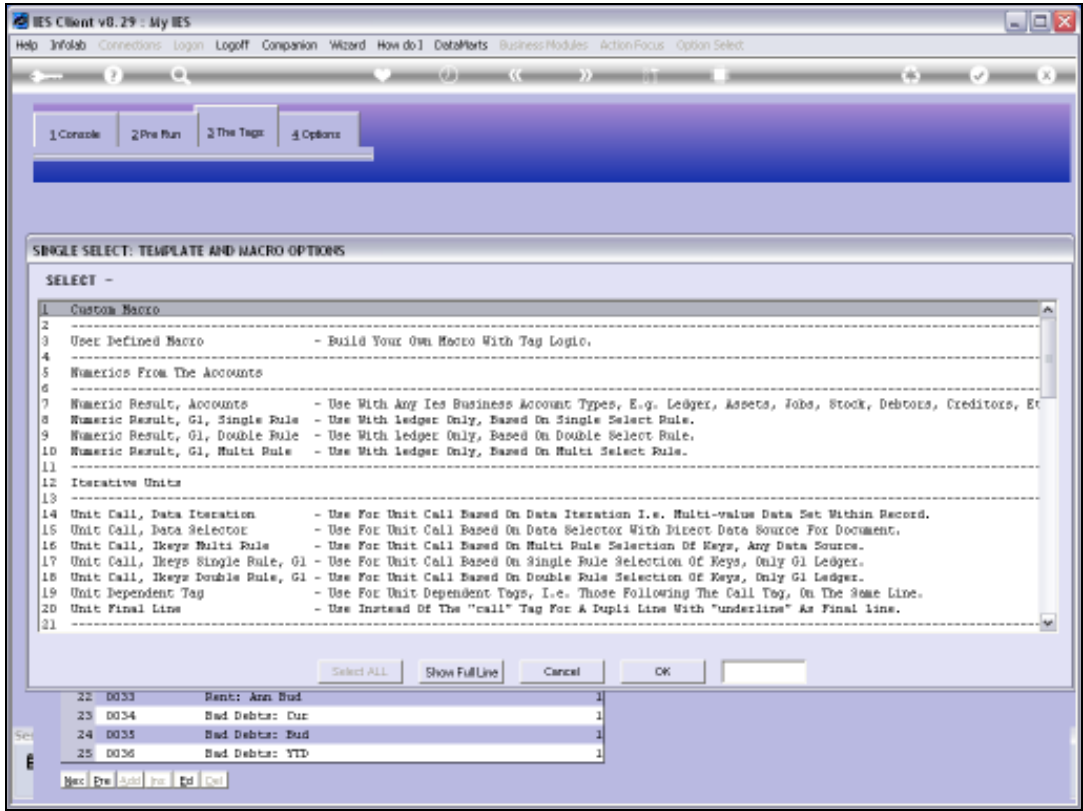 IES Client v8.29 : My IES
Help Infolab Connections Logon Logoff Companion Wizard How do I DataMarts Business Modules Action Focus Option Select
1 Console 2 Pre Run 3 The Tags 4 Options
SINGLE SELECT: TEMPLATE AND MACRO OPTIONS
SELECT -
1 Custom Macro
2 ----------------------------------------
3 User Defined Macro - Build Your Own Macro With Tag Logic.
4 ----------------------------------------
5 Numerics From The Accounts
6 ----------------------------------------
7 Numeric Result, Accounts - Use With Any Ies Business Account Types, E.g. Ledger, Assets, Jobs, Stock, Debtors, Creditors, Et
8 Numeric Result, Gl, Single Rule - Use With Ledger Only, Based On Single Select Rule.
9 Numeric Result, Gl, Double Rule - Use With Ledger Only, Based On Double Select Rule.
10 Numeric Result, Gl, Multi Rule - Use With Ledger Only, Based On Multi Select Rule.
11 ----------------------------------------
12 Iterative Units
13 ----------------------------------------
14 Unit Call, Data Iteration - Use For Unit Call Based On Data Iteration I.e. Multi-value Data Set Within Record.
15 Unit Call, Data Selector - Use For Unit Call Based On Data Selector With Direct Data Source For Document.
16 Unit Call, Ikeys Multi Rule - Use For Unit Call Based On Multi Rule Selection Of Keys, Any Data Source.
17 Unit Call, Ikeys Single Rule, Gl - Use For Unit Call Based On Single Rule Selection Of Keys, Only Gl Ledger.
18 Unit Call, Ikeys Double Rule, Gl - Use For Unit Call Based On Double Rule Selection Of Keys, Only Gl Ledger.
19 Unit Dependent Tag - Use For Unit Dependent Tags, I.e. Those Following The Call Tag, On The Same Line.
20 Unit Final Line - Use Instead Of The "call" Tag For A Dupli Line With "underline" As Final Line.
21 ----------------------------------------
Select ALL Show Full Line Cancel OK
22 0033 Rent: Ann Bud 1
23 0034 Bad Debts: Cur 1
24 0035 Bad Debts: Bud 1
25 0036 Bad Debts: YTD 1
Nex Pre Add Ins Ed Del